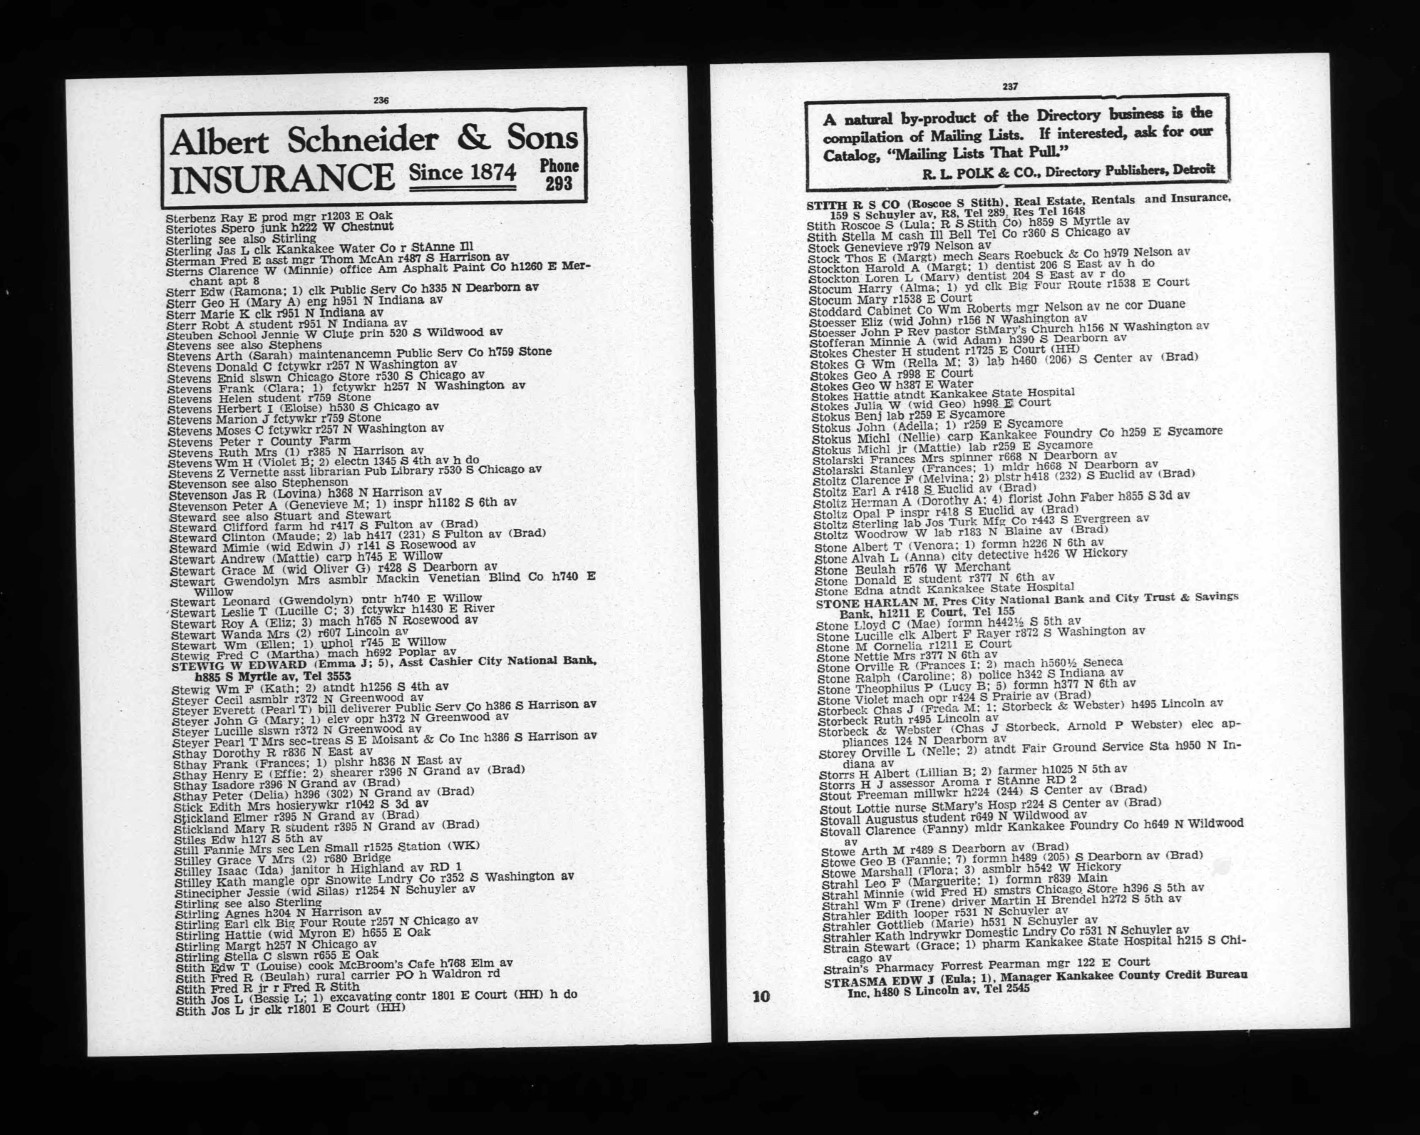 236
Albert Schneider & Sons
INSURANCE Since 1874 Phone 293
Sterbenz Ray E prod mgr r1203 E Oak
Steriotes Spero junk h222 W Chestnut
Sterling see also Stirling
Sterling Jas L clk Kankakee Water Co r StAnne Ill
Sterman Fred E asst mgr Thom McAn r487 S Harrison av
Sterns Clarence W (Minnie) office Am Asphalt Paint Co h1260 E Mer-
chant apt 8
Sterr Edw (Ramona; 1) clk Public Serv Co h335 N Dearborn av
Sterr Geo H (Mary A) eng h951 N Indiana av
Sterr Marie K clk r951 N Indiana av
Sterr Robt A student r951 N Indiana av
Steuben School Jennie W Clute prin 520 S Wildwood av
Stevens see also Stephens
Stevens Arth (Sarah) maintenancemn Public Serv Co h759 Stone
Stevens Donald C fctywkr r257 N Washington av
Stevens Enid slswn Chicago Store r530 S Chicago av
Stevens Frank (Clara; 1) fctywkr h257 N Washington av
Stevens Helen student r759 Stone
Stevens Herbert I (Eloise) h530 S Chicago av
Stevens Marion J fctywkr r759 Stone
Stevens Moses C fctywkr r257 N Washington av
Stevens Peter r County Farm
Stevens Ruth Mrs (1) r385 N Harrison av
Stevens Wm H (Violet B; 2) electn 1345 S 4th av h do
Stevens Z Vernette asst librarian Pub Library r530 S Chicago av
Stevenson see also Stephenson
Stevenson Jas R (Lovina) h368 N Harrison av
Stevenson Peter A (Genevieve M; 1) inspr h1182 S 6th av
Steward see also Stuart and Stewart
Steward Clifford farm hd r417 S Fulton av (Brad)
Steward Clinton (Maude; 2) lab h417 (231) S Fulton av (Brad)
Steward Mimie (wid Edwin J) r141 S Rosewood av
Stewart Andrew (Mattie) carp h745 E Willow
Stewart Grace M (wid Oliver G) r428 S Dearborn av
Stewart Gwendolyn Mrs asmblr Mackin Venetian Blind Co h740 E
Willow
Stewart Leonard (Gwendolyn) pntr h740 E Willow
Stewart Leslie T (Lucille C; 3) fctywkr h1430 E River
Stewart Roy A (Eliz; 3) mach h765 N Rosewood av
Stewart Wanda Mrs (2) r607 Lincoln av
Stewart Wm (Ellen; 1) uphol r745 E Willow
Stewig Fred C (Martha) mach h692 Poplar av
STEWIG W EDWARD (Emma J; 5), Asst Cashier City National Bank,
h885 S Myrtle av, Tel 3553
Stewig Wm F (Kath; 2) atndt h1256 S 4th av
Steyer Cecil asmblr r372 N Greenwood av
Steyer Everett (Pearl T) bill deliverer Public Serv Co h386 S Harrison av
Steyer John G (Mary; 1) elev opr h372 N Greenwood av
Steyer Lucille slswn r372 N Greenwood av
Steyer Pearl T Mrs sec-treas S E Moisant & Co Inc h386 S Harrison av
Sthay Dorothy R r836 N East av
Sthay Frank (Frances; 1) plshr h836 N East av
Sthay Henry E (Effie; 2) shearer r396 N Grand av (Brad)
Sthay Isadore r396 N Grand av (Brad)
Sthay Peter (Delia) h396 (302) N Grand av (Brad)
Stick Edith Mrs hosierywkr r1042 S 3d av
Stickland Elmer r395 N Grand av (Brad)
Stickland Mary R student r395 N Grand av (Brad)
Stiles Edw h127 S 5th av
Still Fannie Mrs sec Len Small r1525 Station (WK)
Stilley Grace V Mrs (2) r680 Bridge
Stilley Isaac (Ida) janitor h Highland av RD 1
Stilley Kath mangle opr Snowite Lndry Co r352 S Washington av
Stinecipher Jessie (wid Silas) r1254 N Schuyler av
Stirling see also Sterling
Stirling Agnes h304 N Harrison av
Stirling Earl clk Big Four Route r257 N Chicago av
Stirling Hattie (wid Myron E) h655 E Oak
Stirling Margt h257 N Chicago av
Stirling Stella C slswn r655 E Oak
Stith Edw T (Louise) cook McBroom's Cafe h768 Elm av
Stith Fred R (Beulah) rural carrier PO h Waldron rd
Stith Fred R jr r Fred R Stith
Stith Jos L (Bessie L; 1) excavating contr 1801 E Court (HH) h do
Stith Jos L jr clk r1801 E Court (HH)
237
A natural by-product of the Directory business is the
compilation of Mailing Lists. If interested, ask for our
Catalog, "Mailing Lists That Pull."
R. L. POLK & CO., Directory Publishers, Detroit
STITH R S CO (Roscoe S Stith), Real Estate, Rentals and Insurance,
159 S Schuyler av, R8, Tel 289, Res Tel 1648
Stith Roscoe S (Lula; R S Stith Co) h859 S Myrtle av
Stith Stella M cash Ill Bell Tel Co r360 S Chicago av
Stock Genevieve r979 Nelson av
Stock Thos E (Margt) mech Sears Roebuck & Co h979 Nelson av
Stockton Harold A (Margt; 1) dentist 206 S East av h do
Stockton Loren L (Mary) dentist 204 S East av r do
Stocum Harry (Alma; 1) yd clk Big Four Route r1538 E Court
Stocum Mary r1538 E Court
Stoddard Cabinet Co Wm Roberts mgr Nelson av ne cor Duane
Stoesser Eliz (wid John) r156 N Washington av
Stoesser John P Rev pastor StMary's Church h156 N Washington av
Stofferan Minnie A (wid Adam) h390 S Dearborn av
Stokes Chester H student r1725 E Court (HH)
Stokes G Wm (Rella M; 3) lab h460 (206) S Center av (Brad)
Stokes Geo A r998 E Court
Stokes Geo W h387 E Water
Stokes Hattie atndt Kankakee State Hospital
Stokes Julia W (wid Geo) h998 E Court
Stokus Benj lab r259 E Sycamore
Stokus John (Adella; 1) r259 E Sycamore
Stokus Michl (Nellie) carp Kankakee Foundry Co h259 E Sycamore
Stokus Michl jr (Mattie) lab r259 E Sycamore
Stolarski Frances Mrs spinner r668 N Dearborn av
Stolarski Stanley (Frances; 1) mldr h668 N Dearborn av
Stoltz Clarence F (Melvina; 2) plstr h418 (232) S Euclid av (Brad)
Stoltz Earl A r418 S Euclid av (Brad)
Stoltz Herman A (Dorothy A; 4) florist John Faber h855 S 3d av
Stoltz Opal P inspr r418 S Euclid av (Brad)
Stoltz Sterling lab Jos Turk Mfg Co r443 S Evergreen av
Stoltz Woodrow W lab r183 N Blaine av (Brad)
Stone Albert T (Venora; 1) formn h226 N 6th av
Stone Alvah L (Anna) city detective h426 W Hickory
Stone Beulah r576 W Merchant
Stone Donald E student r377 N 6th av
Stone Edna atndt Kankakee State Hospital
STONE HARLAN M, Pres City National Bank and City Trust & Savings
Bank, h1211 E Court, Tel 155
Stone Lloyd C (Mae) formn h442½ S 5th av
Stone Lucille clk Albert F Rayer r872 S Washington av
Stone M Cornelia r1211 E Court
Stone Nettie Mrs r377 N 6th av
Stone Orville R (Frances I; 2) mach h560½ Seneca
Stone Ralph (Caroline; 8) police h342 S Indiana av
Stone Theophilus P (Lucy B; 5) formn h377 N 6th av
Stone Violet mach opr r424 S Prairie av (Brad)
Storbeck Chas J (Freda M; 1; Storbeck & Webster) h495 Lincoln av
Storbeck Ruth r495 Lincoln av
Storbeck & Webster (Chas J Storbeck, Arnold P Webster) elec ap-
pliances 124 N Dearborn av
Storey Orville L (Nelle; 2) atndt Fair Ground Service Sta h950 N In-
diana av
Storrs H Albert (Lillian B; 2) farmer h1025 N 5th av
Storrs H J assessor Aroma r StAnne RD 2
Stout Freeman millwkr h224 (244) S Center av (Brad)
Stout Lottie nurse StMary's Hosp r224 S Center av (Brad)
Stovall Augustus student r649 N Wildwood av
Stovall Clarence (Fanny) mldr Kankakee Foundry Co h649 N Wildwood
av
Stowe Arth M r489 S Dearborn av (Brad)
Stowe Geo B (Fannie; 7) formn h489 (205) S Dearborn av (Brad)
Stowe Marshall (Flora; 3) asmblr h542 W Hickory
Strahl Leo F (Marguerite; 1) formn r839 Main
Strahl Minnie (wid Fred H) smstrs Chicago Store h396 S 5th av
Strahl Wm F (Irene) driver Martin H Brendel h272 S 5th av
Strahler Edith looper r531 N Schuyler av
Strahler Gottlieb (Marie) h531 N Schuyler av
Strahler Kath lndrywkr Domestic Lndry Co r531 N Schuyler av
Strain Stewart (Grace; 1) pharm Kankakee State Hospital h215 S Chi-
cago av
Strain's Pharmacy Forrest Pearman mgr 122 E Court
STRASMA EDW J (Eula; 1), Manager Kankakee County Credit Bureau
Inc, h480 S Lincoln av, Tel 2545
10